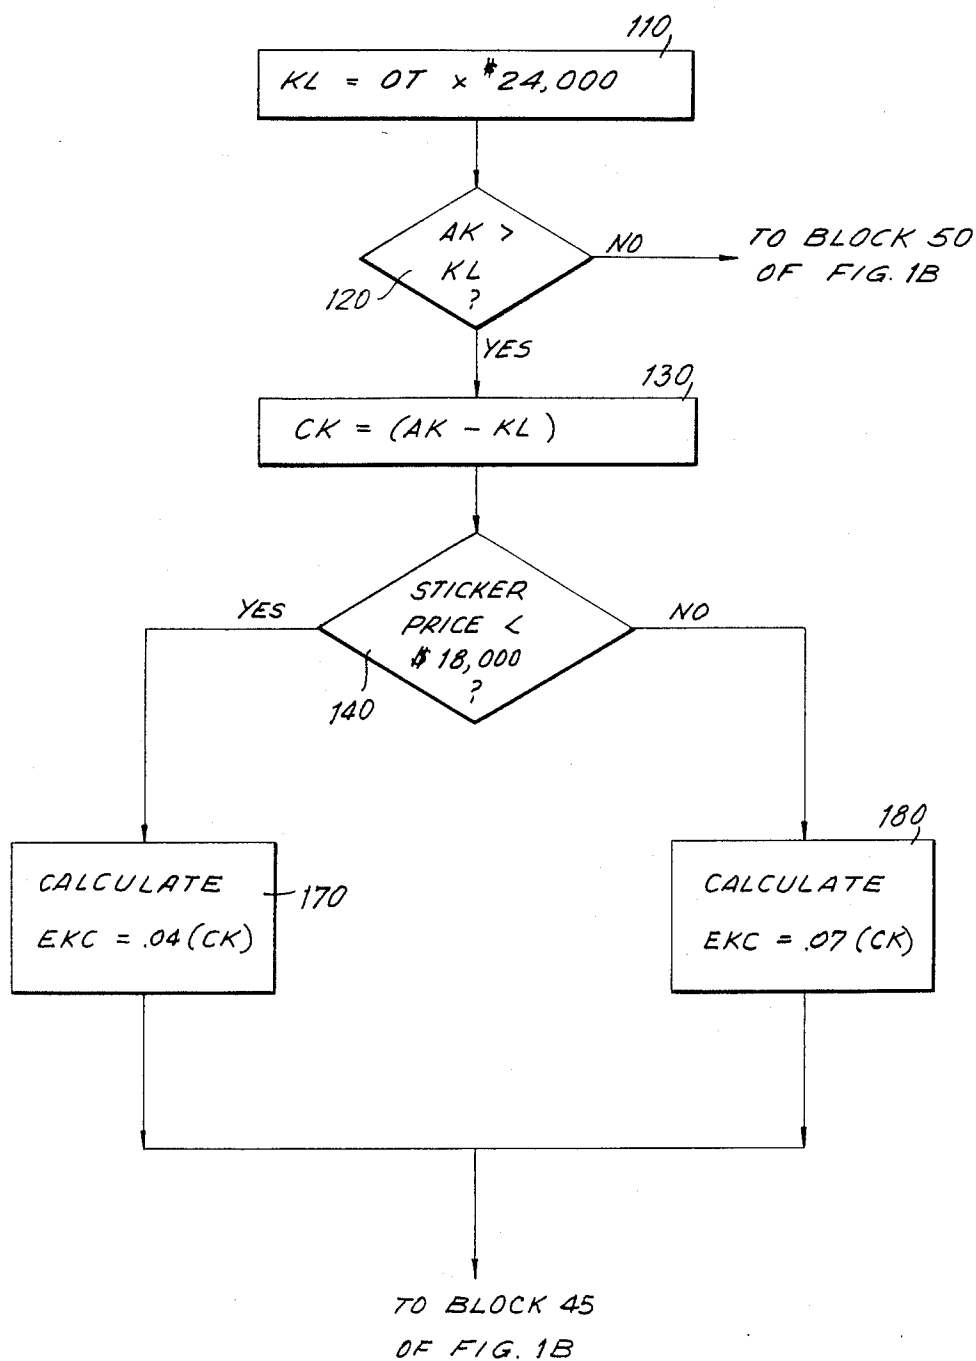 110
KL = OT x $24,000
AK >
KL
?
120
NO
TO BLOCK 50
OF FIG. 1B
YES
130
CK = (AK - KL)
STICKER
PRICE <
$18,000
?
140
YES
NO
180
CALCULATE
EKC = .04(CK)
170
CALCULATE
EKC = .07(CK)
TO BLOCK 45
OF FIG. 1B